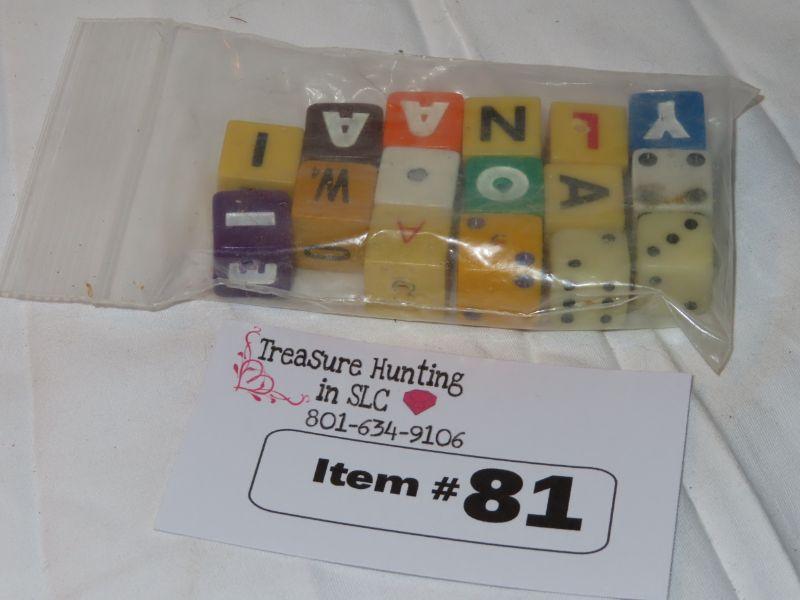 I A A N L Y
W O A
I A
E O C
Treasure Hunting
in SLC
801-634-9106
Item #81